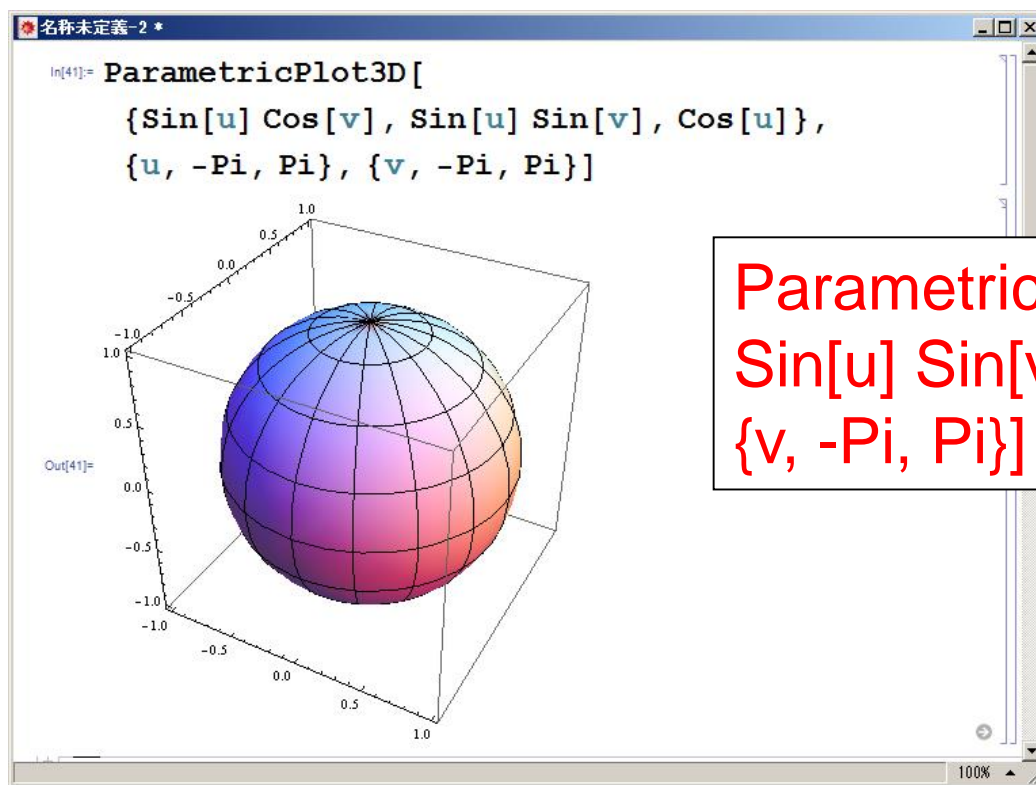 名称未定義-2 *
In[41]:= ParametricPlot3D[
{Sin[u] Cos[v], Sin[u] Sin[v], Cos[u]},
{u, -Pi, Pi}, {v, -Pi, Pi}]
1.0
0.5
0.0
-0.5
-1.0
1.0
0.5
Out[41]=
0.0
-0.5
-1.0
-1.0
-0.5
0.0
0.5
1.0
Parametric
Sin[u] Sin[v
{v, -Pi, Pi}]
100%